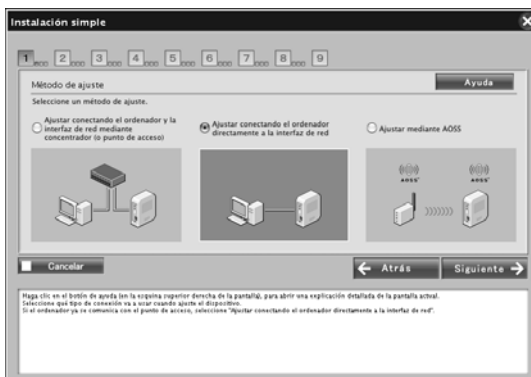 Instalación simple
1 2 3 4 5 6 7 8 9
Método de ajuste
Ayuda
Seleccione un método de ajuste.
Ajustar conectando el ordenador y la
interfaz de red mediante
concentrador (o punto de acceso)
Ajustar conectando el ordenador
directamente a la interfaz de red
Ajustar mediante AOSS
AOSS
AOSS
Cancelar
Atrás
Siguiente
Haga clic en el botón de ayuda (en la esquina superior derecha de la pantalla), para abrir una explicación detallada de la pantalla actual.
Seleccione qué tipo de conexión va a usar cuando ajuste el dispositivo.
Si el ordenador ya se comunica con el punto de acceso, seleccione "Ajustar conectando el ordenador directamente a la interfaz de red".